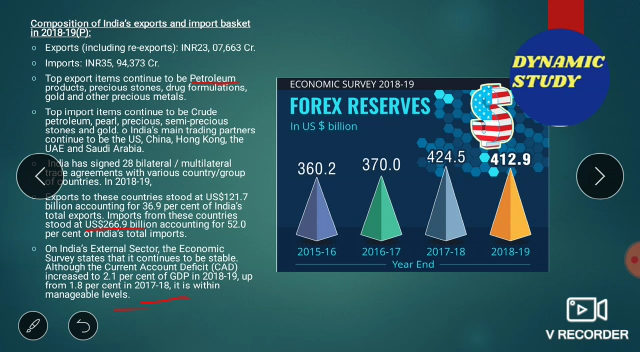 Composition of India's exports and import basket
in 2018-19(P):
Exports (including re-exports): INR23, 07,663 Cr.
Imports: INR35, 94,373 Cr.
Top export items continue to be Petroleum
products, precious stones, drug formulations,
gold and other precious metals.
Top import items continue to be Crude
petroleum, pearl, precious, semi-precious
stones and gold. o India's main trading partners
continue to be the US, China, Hong Kong, the
UAE and Saudi Arabia.
India has signed 28 bilateral / multilateral
trade agreements with various country/group
of countries. In 2018-19,
Exports to these countries stood at US$121.7
billion accounting for 36.9 per cent of India's
total exports. Imports from these countries
stood at US$266.9 billion accounting for 52.0
per cent of India's total imports.
On India's External Sector, the Economic
Survey states that it continues to be stable.
Although the Current Account Deficit (CAD)
increased to 2.1 per cent of GDP in 2018-19, up
from 1.8 per cent in 2017-18, it is within
manageable levels.
ECONOMIC SURVEY 2018-19
FOREX RESERVES
In US $ billion
360.2 370.0 424.5 412.9
2015-16 2016-17 2017-18 2018-19
Year End
DYNAMIC
STUDY
V RECORDER